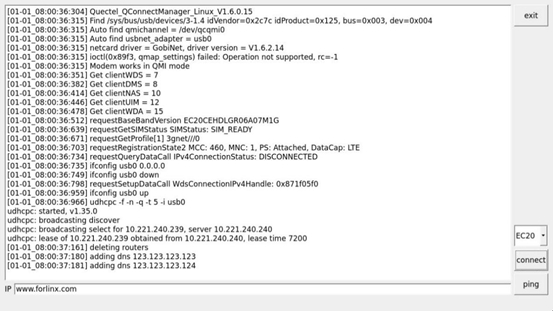 [01-01_08:00:36:304] Quectel_QConnectManager_Linux_V1.6.0.15
[01-01_08:00:36:315] Find /sys/bus/usb/devices/3-1.4 idVendor=0x2c7c idProduct=0x125, bus=0x003, dev=0x004
[01-01_08:00:36:315] Auto find qmichannel = /dev/qcqmi0
[01-01_08:00:36:315] Auto find usbnet_adapter = usb0
[01-01_08:00:36:315] netcard driver = GobiNet, driver version = V1.6.2.14
[01-01_08:00:36:315] ioctl(0x89f3, qmap_settings) failed: Operation not supported, rc=-1
[01-01_08:00:36:315] Modem works in QMI mode
[01-01_08:00:36:351] Get clientWDS = 7
[01-01_08:00:36:382] Get clientDMS = 8
[01-01_08:00:36:414] Get clientNAS = 10
[01-01_08:00:36:446] Get clientUIM = 12
[01-01_08:00:36:478] Get clientWDA = 15
[01-01_08:00:36:512] requestBaseBandVersion EC20CEHDLGR06A07M1G
[01-01_08:00:36:639] requestGetSIMStatus SIMStatus: SIM_READY
[01-01_08:00:36:671] requestGetProfile[1] 3gnet///0
[01-01_08:00:36:703] requestRegistrationState2 MCC: 460, MNC: 1, PS: Attached, DataCap: LTE
[01-01_08:00:36:734] requestQueryDataCall IPv4ConnectionStatus: DISCONNECTED
[01-01_08:00:36:735] ifconfig usb0 0.0.0.0
[01-01_08:00:36:749] ifconfig usb0 down
[01-01_08:00:36:798] requestSetupDataCall WdsConnectionIPv4Handle: 0x871f05f0
[01-01_08:00:36:959] ifconfig usb0 up
[01-01_08:00:36:966] udhcpc -f -n -q -t 5 -i usb0
udhcpc: started, v1.35.0
udhcpc: broadcasting discover
udhcpc: broadcasting select for 10.221.240.239, server 10.221.240.240
udhcpc: lease of 10.221.240.239 obtained from 10.221.240.240, lease time 7200
[01-01_08:00:37:161] deleting routers
[01-01_08:00:37:180] adding dns 123.123.123.123
[01-01_08:00:37:181] adding dns 123.123.123.124
IP www.forlinx.com
exit
EC20
connect
ping